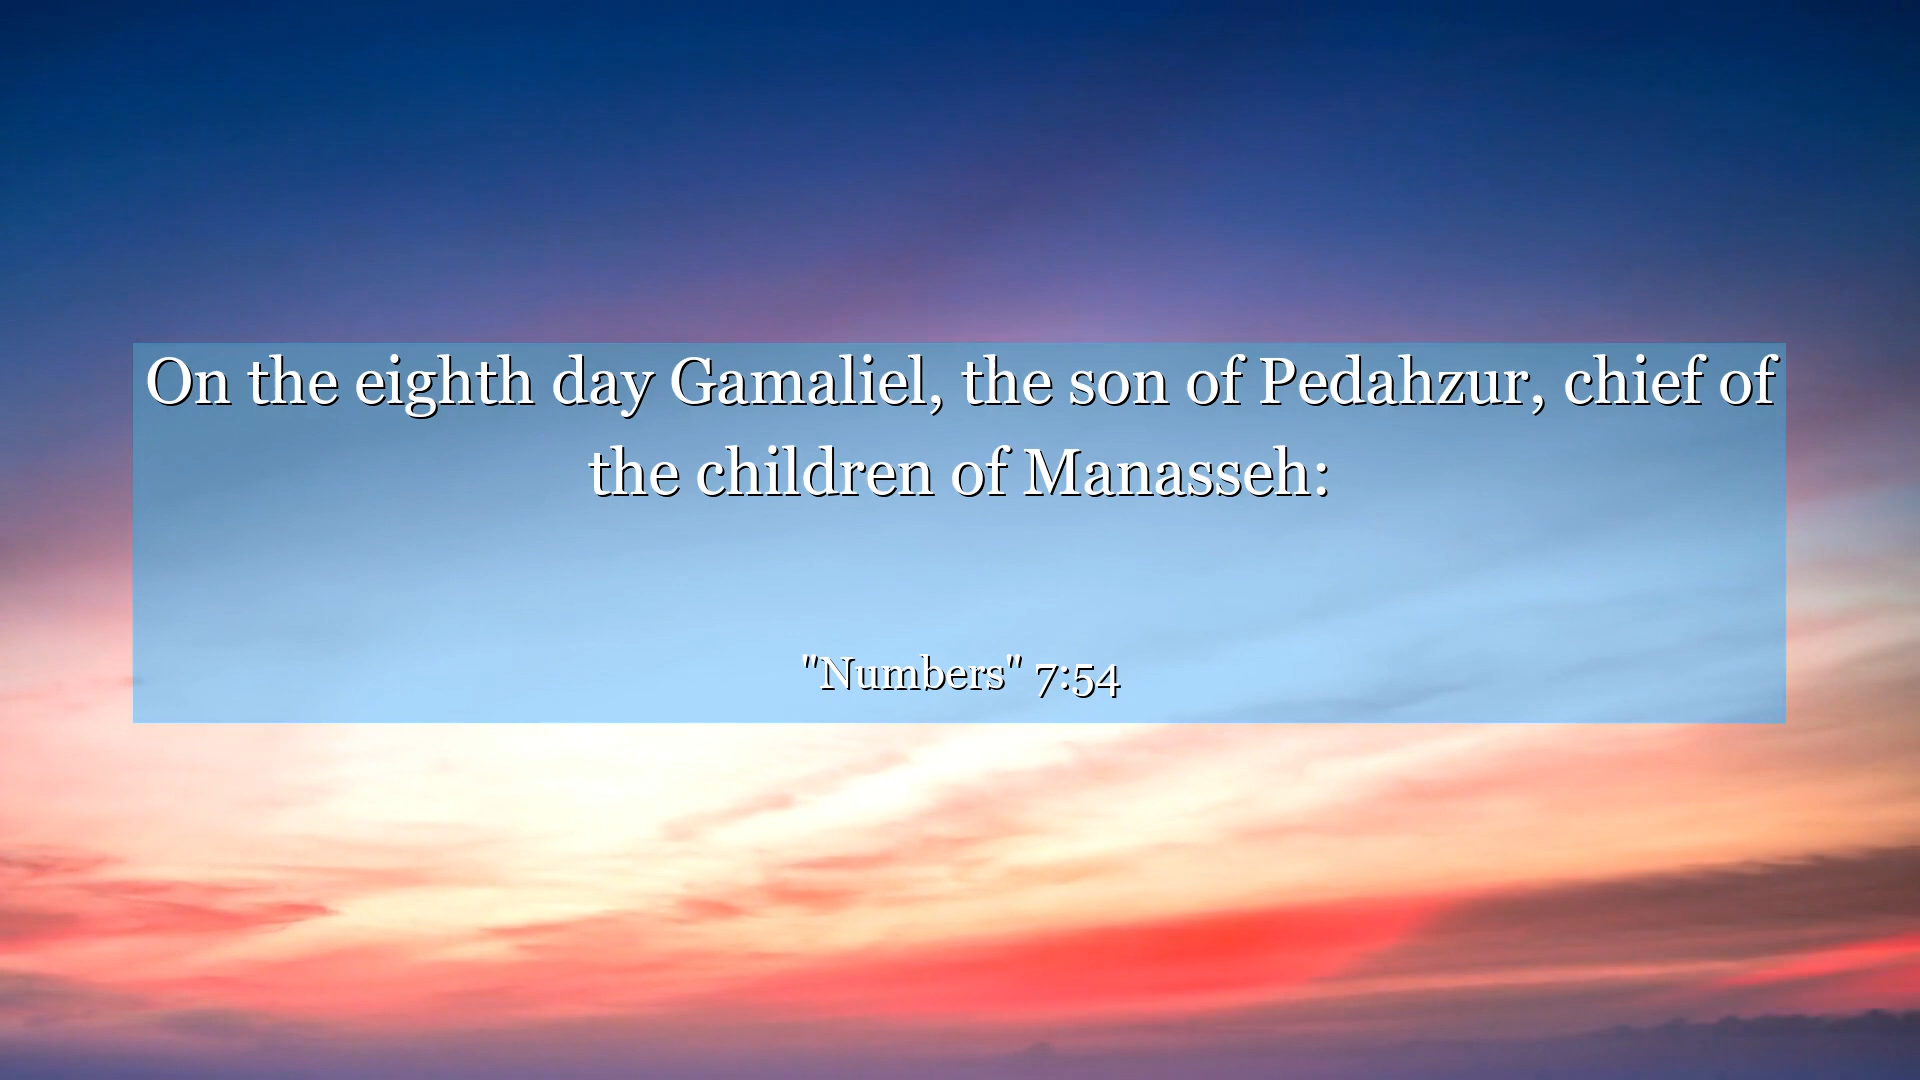 On the eighth day Gamaliel, the son of Pedahzur, chief of
the children of Manasseh:
"Numbers" 7:54